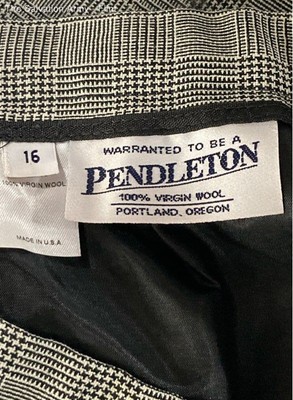 16
100% VIRGIN WOOL
MADE IN U.S.A
WARRANTED TO BE A
PENDLETON
100% VIRGIN WOOL
PORTLAND, OREGON